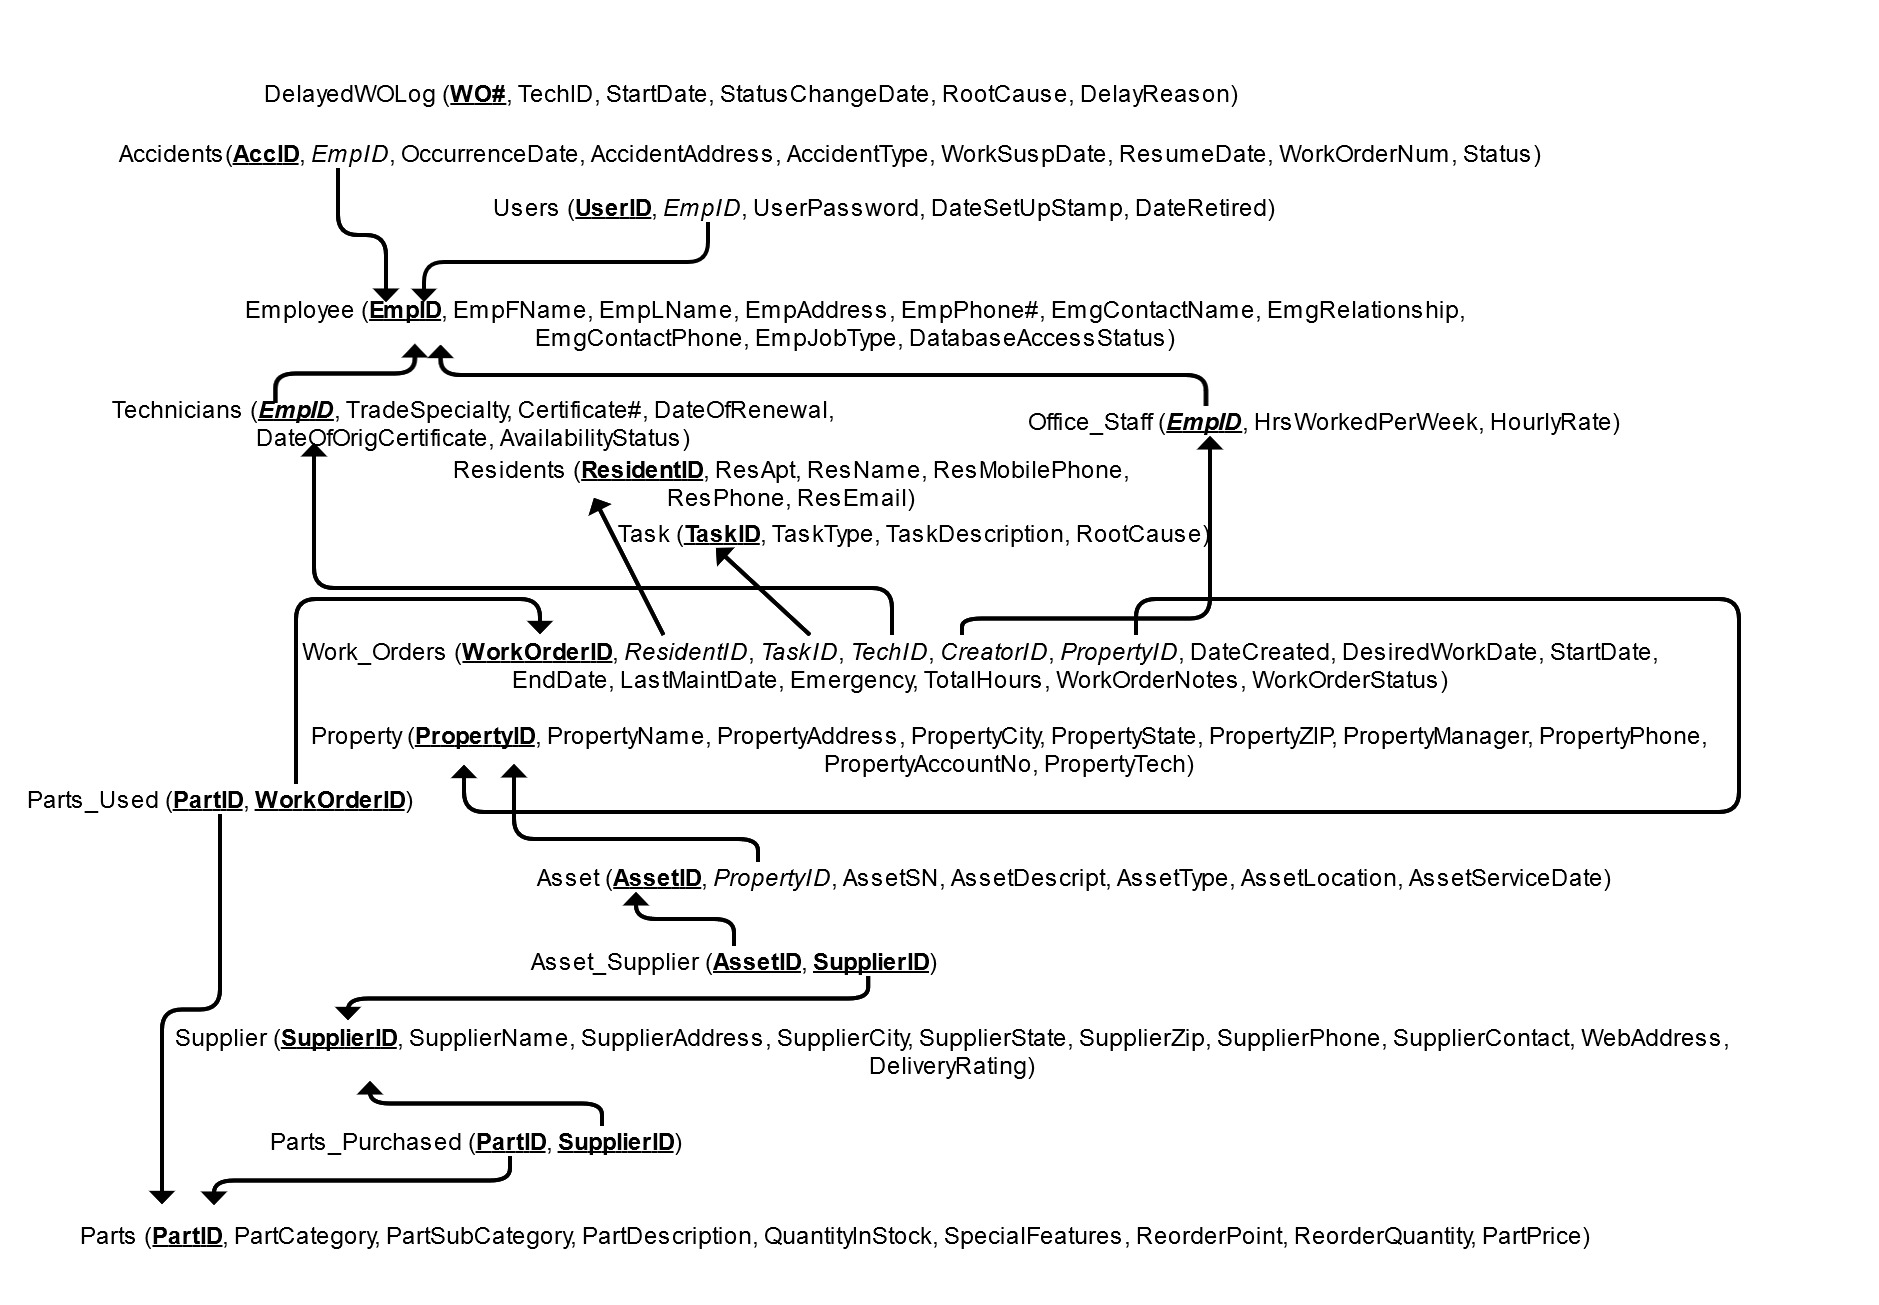 DelayedWOLog (WO#, TechID, StartDate, StatusChangeDate, RootCause, DelayReason)
Accidents(AccID, EmpID, OccurrenceDate, AccidentAddress, AccidentType, WorkSuspDate, ResumeDate, WorkOrderNum, Status)
Users (UserID, EmpID, UserPassword, DateSetUpStamp, DateRetired)
Employee (EmpID, EmpFName, EmpLName, EmpAddress, EmpPhone#, EmgContactName, EmgRelationship,
EmgContactPhone, EmpJobType, DatabaseAccessStatus)
Technicians (EmpID, TradeSpecialty, Certificate#, DateOfRenewal,
DateOfOrigCertificate, AvailabilityStatus)
Office_Staff (EmpID, HrsWorkedPerWeek, HourlyRate)
Residents (ResidentID, ResApt, ResName, ResMobilePhone,
ResPhone, ResEmail)
Task (TaskID, TaskType, TaskDescription, RootCause)
Work_Orders (WorkOrderID, ResidentID, TaskID, TechID, CreatorID, PropertyID, DateCreated, DesiredWorkDate, StartDate,
EndDate, LastMaintDate, Emergency, TotalHours, WorkOrderNotes, WorkOrderStatus)
Property (PropertyID, PropertyName, PropertyAddress, PropertyCity, PropertyState, PropertyZIP, PropertyManager, PropertyPhone,
PropertyAccountNo, PropertyTech)
Parts_Used (PartID, WorkOrderID)
Asset (AssetID, PropertyID, AssetSN, AssetDescript, AssetType, AssetLocation, AssetServiceDate)
Asset_Supplier (AssetID, SupplierID)
Supplier (SupplierID, SupplierName, SupplierAddress, SupplierCity, SupplierState, SupplierZip, SupplierPhone, SupplierContact, WebAddress,
DeliveryRating)
Parts_Purchased (PartID, SupplierID)
Parts (PartID, PartCategory, PartSubCategory, PartDescription, QuantityInStock, SpecialFeatures, ReorderPoint, ReorderQuantity, PartPrice)